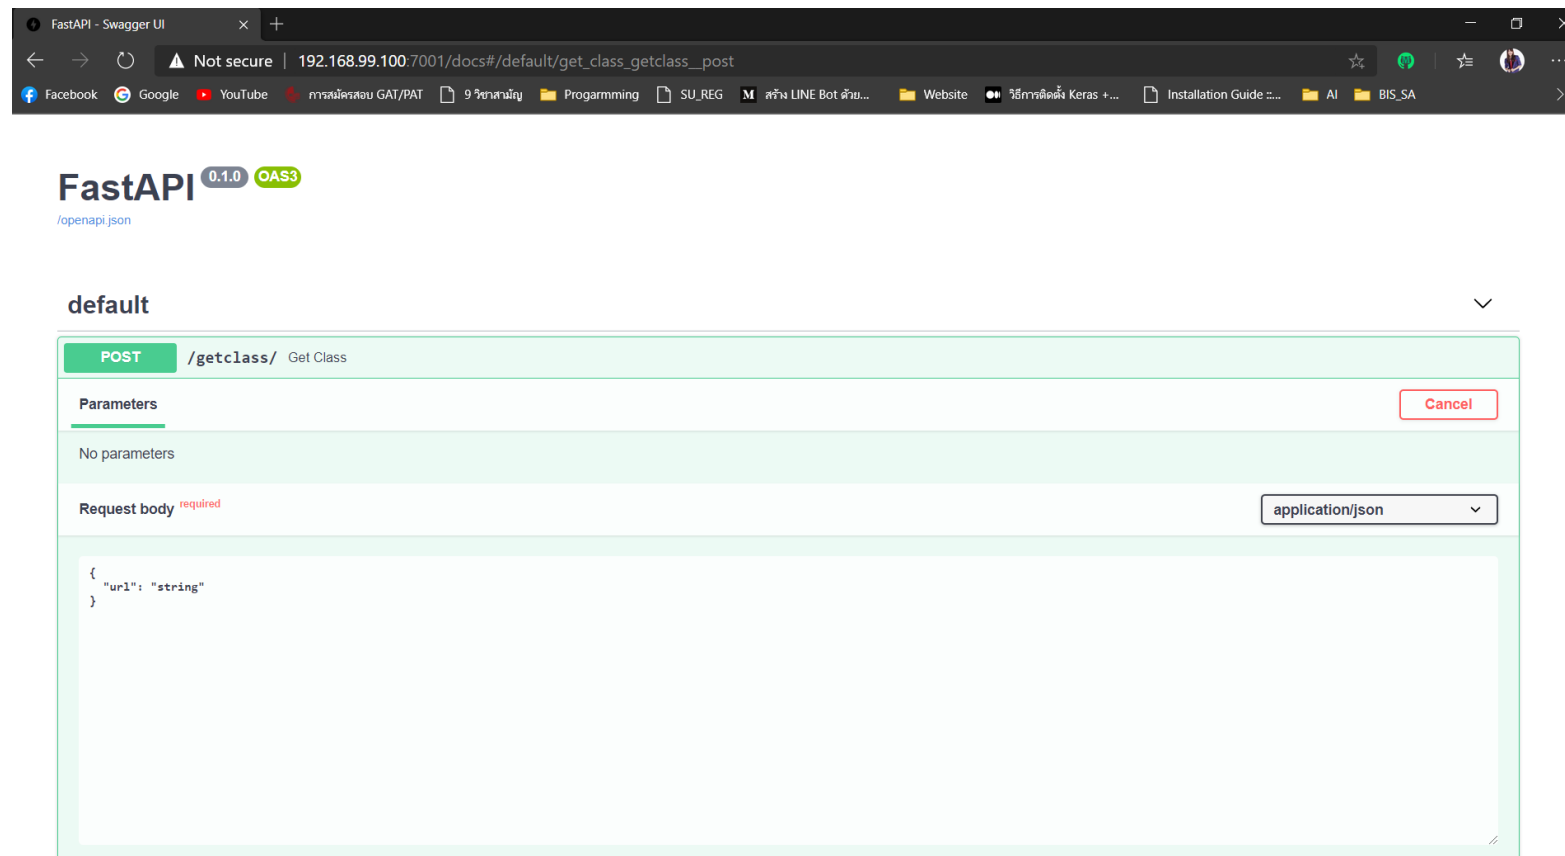 FastAPI - Swagger UI
Not secure | 192.168.99.100:7001/docs#/default/get_class_getclass__post
Facebook Google YouTube การสมัครสอบ GAT/PAT 9 วิชาสามัญ Progarmming SU_REG สร้าง LINE Bot ด้วย... Website วิธีการติดตั้ง Keras +... Installation Guide ::... AI BIS_SA
FastAPI 0.1.0 OAS3
/openapi.json
default
POST /getclass/ Get Class
Parameters Cancel
No parameters
Request body required application/json
{
"url": "string"
}